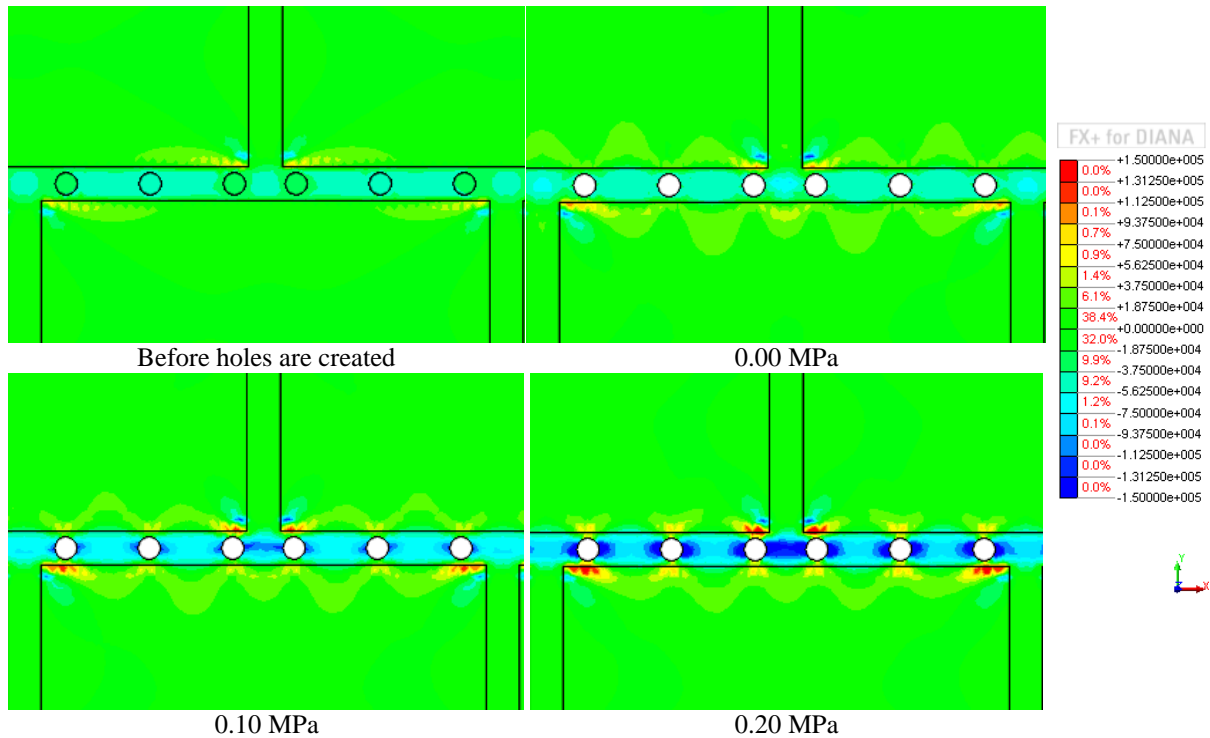 Before holes are created
0.00 MPa
0.10 MPa
0.20 MPa
FX+ for DIANA
+1.50000e+005
0.0%
+1.31250e+005
0.0%
+1.12500e+005
0.1%
+9.37500e+004
0.7%
+7.50000e+004
0.9%
+5.62500e+004
1.4%
+3.75000e+004
6.1%
+1.87500e+004
38.4%
+0.00000e+000
32.0%
-1.87500e+004
9.9%
-3.75000e+004
9.2%
-5.62500e+004
1.2%
-7.50000e+004
0.1%
-9.37500e+004
0.0%
-1.12500e+005
0.0%
-1.31250e+005
0.0%
-1.50000e+005
Y
Z
X